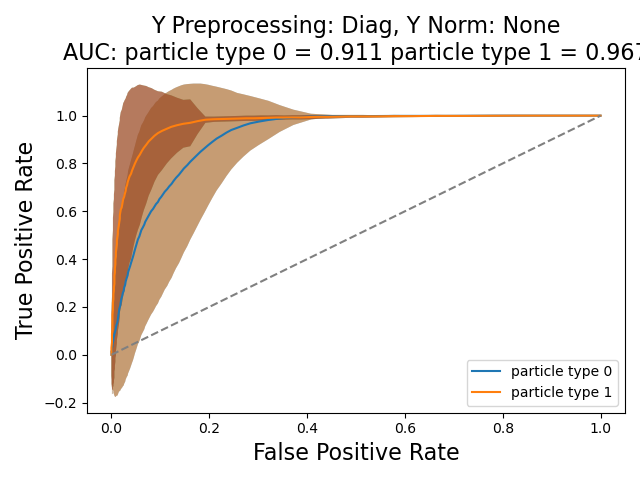 Y Preprocessing: Diag, Y Norm: None
AUC: particle type 0 = 0.911 particle type 1 = 0.967
True Positive Rate
1.0
0.8
0.6
0.4
0.2
0.0
−0.2
particle type 0
particle type 1
0.0 0.2 0.4 0.6 0.8 1.0
False Positive Rate